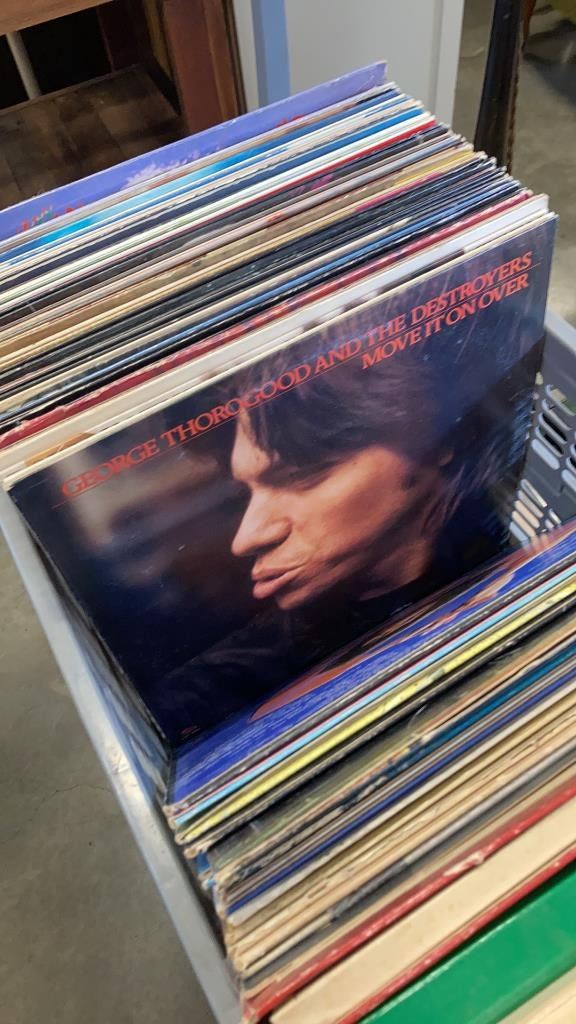 GEORGE THOROGOOD AND THE DESTROYERS
MOVE IT ON OVER